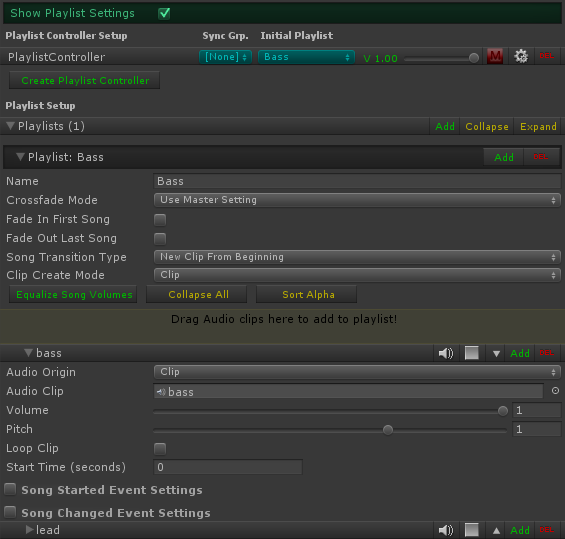 Show Playlist Settings
Playlist Controller Setup Sync Grp. Initial Playlist
PlaylistController [None] Bass V 1.00 M
Create Playlist Controller
Playlist Setup
Playlists (1) Add Collapse Expand
Playlist: Bass Add
Name Bass
Crossfade Mode Use Master Setting
Fade In First Song
Fade Out Last Song
Song Transition Type New Clip From Beginning
Clip Create Mode Clip
Equalize Song Volumes Collapse All Sort Alpha
Drag Audio clips here to add to playlist!
bass Add
Audio Origin Clip
Audio Clip bass
Volume 1
Pitch 1
Loop Clip
Start Time (seconds) 0
Song Started Event Settings
Song Changed Event Settings
lead Add